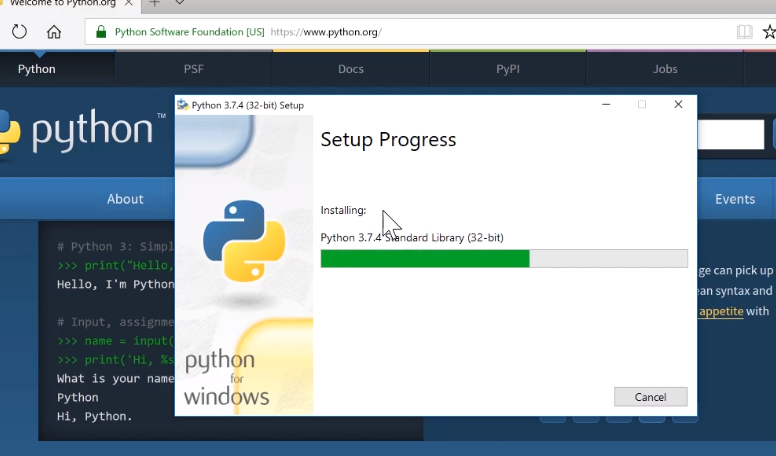 Welcome to Python.org
Python Software Foundation [US] https://www.python.org/
Python PSF Docs PyPI Jobs
python™
Python 3.7.4 (32-bit) Setup
Setup Progress
About
Events
Installing:
Python 3.7.4 Standard Library (32-bit)
# Python 3: Simpl
>>> print("Hello,
Hello, I'm Python
# Input, assignme
>>> name = input(
>>> print('Hi, %s
What is your name
Python
Hi, Python.
ge can pick up
an syntax and
appetite with
python
for
windows
Cancel